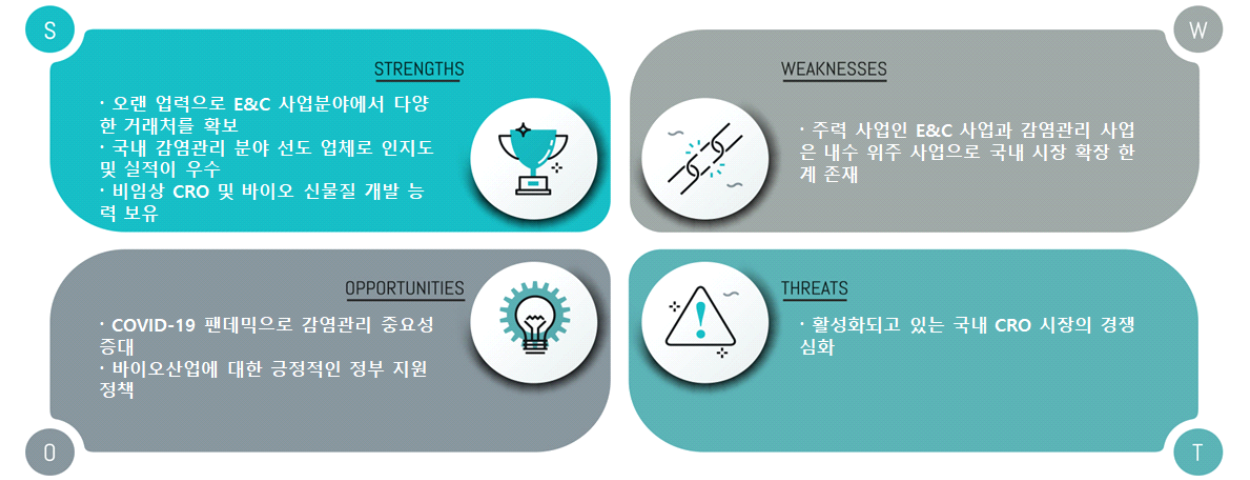 S
STRENGTHS
· 오랜 업력으로 E&C 사업분야에서 다양
한 거래처를 확보
· 국내 감염관리 분야 선도 업체로 인지도
및 실적이 우수
· 비임상 CRO 및 바이오 신물질 개발 능
력 보유
W
WEAKNESSES
· 주력 사업인 E&C 사업과 감염관리 사업
은 내수 위주 사업으로 국내 시장 확장 한
계 존재
O
OPPORTUNITIES
· COVID-19 팬데믹으로 감염관리 중요성
증대
· 바이오산업에 대한 긍정적인 정부 지원
정책
T
THREATS
· 활성화되고 있는 국내 CRO 시장의 경쟁
심화